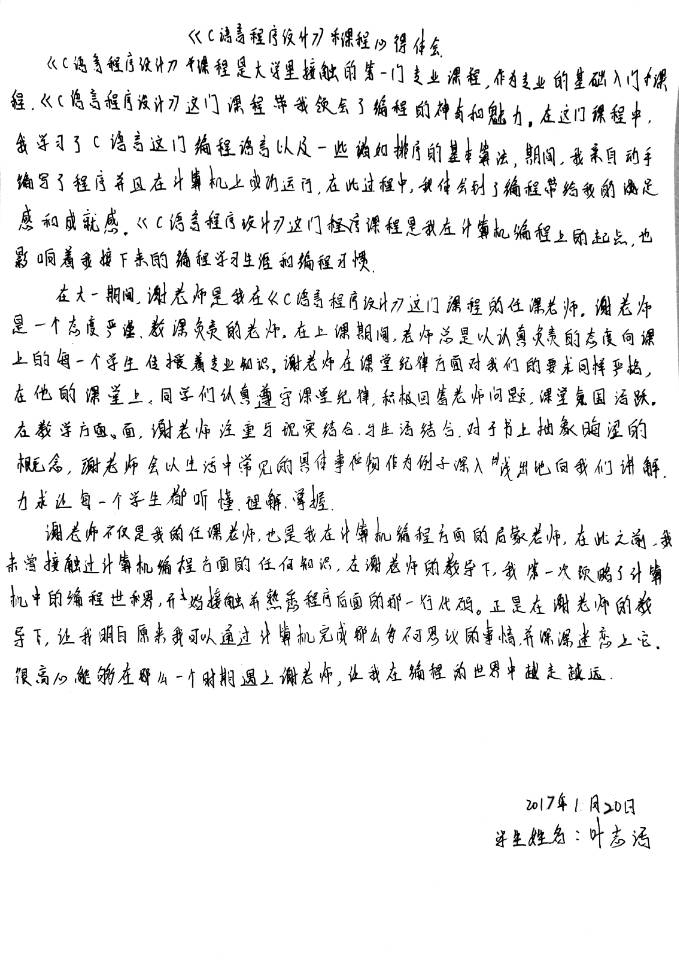 《C语言程序设计》课程心得体会
《C语言程序设计》课程是大学里接触的第一门专业课程,作为专业的基础入门课
程,《C语言程序设计》这门课程带我领会了编程的神奇和魅力。在这门课程中,
我学习了C语言这门编程语言以及一些诸如排序的基本算法,期间,我亲自动手
编写了程序并且在计算机上成功运行,在此过程中,我体会到了编程带给我的满足
感和成就感。《C语言程序设计》这门程序课程是我在计算机编程上的起点,也
影响着我接下来的编程学习生涯和编程习惯.
在大一期间,谢老师是我在《C语言程序设计》这门课程的任课老师。谢老师
是一个态度严谨、教课负责的老师。在上课期间,老师总是以认真负责的态度向课
上的每一个学生传授着专业知识。谢老师在课堂纪律方面对我们的要求同样严格,
在他的课堂上,同学们认真遵守课堂纪律,积极回答老师问题,课堂氛围活跃。
在教学方面。面,谢老师注重与现实结合.与生活结合.对于书上抽象晦涩的
概念,谢老师会以生活中常见的具体事物作为例子深入浅出地向我们讲解.
力求让每一个学生都听懂.理解.掌握.
谢老师不仅是我的任课老师,也是我在计算机编程方面的启蒙老师,在此之前,我
未曾接触过计算机编程方面的任何知识,在谢老师的教导下,我第一次领略了计算
机中的编程世界,开始接触并熟悉程序后面的那一行代码。正是在谢老师的教
导下,让我明白原来我可以通过计算机完成那么多不可思议的事情,并深深迷恋上它.
很高兴能够在那么一个时期遇上谢老师,让我在编程的世界中越走越远.
2017年1月20日
学生姓名:叶志